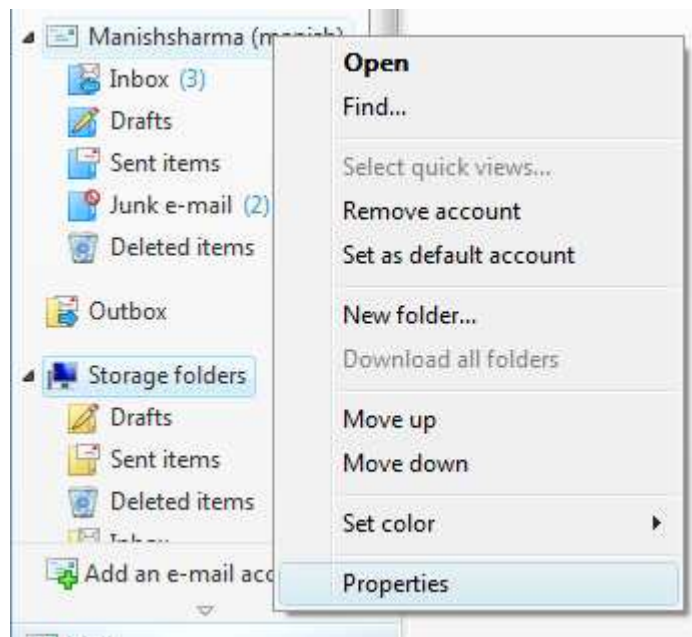 Manishsharma (manish)
Inbox (3)
Drafts
Sent items
Junk e-mail (2)
Deleted items
Outbox
Storage folders
Drafts
Sent items
Deleted items
Inbox
Add an e-mail acc
Open
Find...
Select quick views...
Remove account
Set as default account
New folder...
Download all folders
Move up
Move down
Set color
Properties